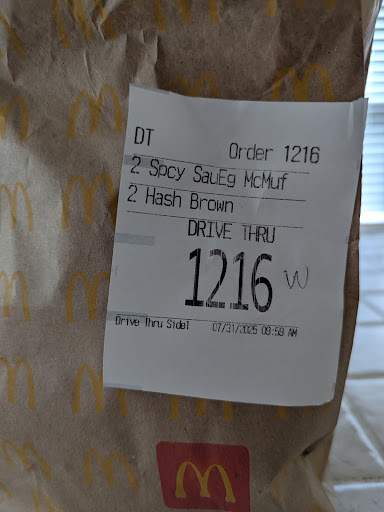 DT Order 1216
2 Spcy SauEg McMuf
2 Hash Brown
DRIVE THRU
1216 W
Drive Thru Side1 07/31/2025 09:59 AM